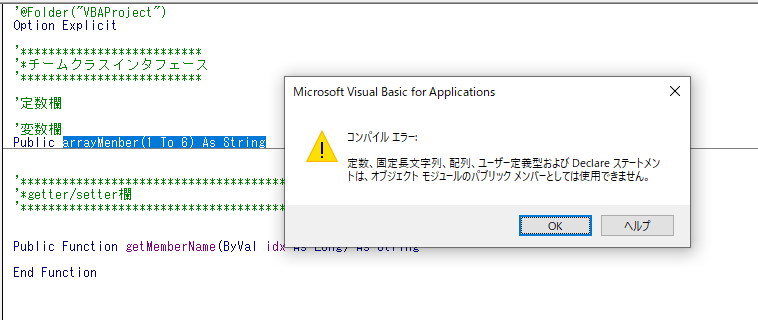 '@Folder("VBAProject")
Option Explicit
'**************************
'*チームクラスインタフェース
'**************************
'定数欄
'変数欄
Public arrayMenber(1 To 6) As String
Microsoft Visual Basic for Applications
コンパイル エラー:
定数、固定長文字列、配列、ユーザー定義型および Declare ステートメン
トは、オブジェクト モジュールのパブリック メンバーとしては使用できません。
OK
ヘルプ
'**************************************
'*getter/setter欄
'**************************************
Public Function getMemberName(ByVal idx As Long) As String
End Function